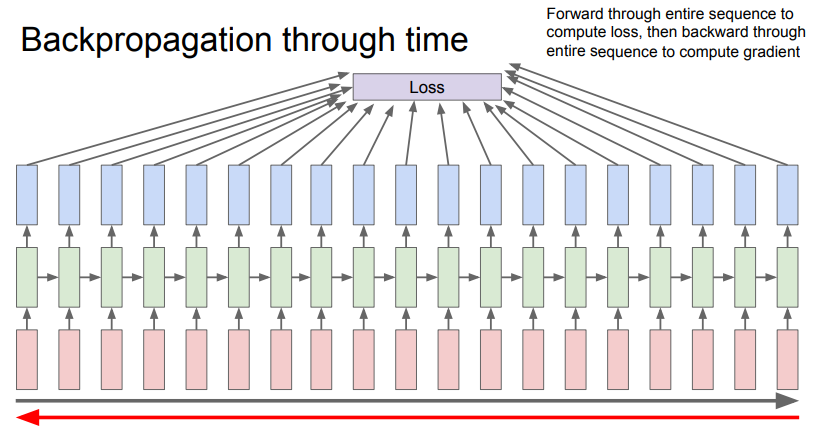 Backpropagation through time
Forward through entire sequence to
compute loss, then backward through
entire sequence to compute gradient
Loss